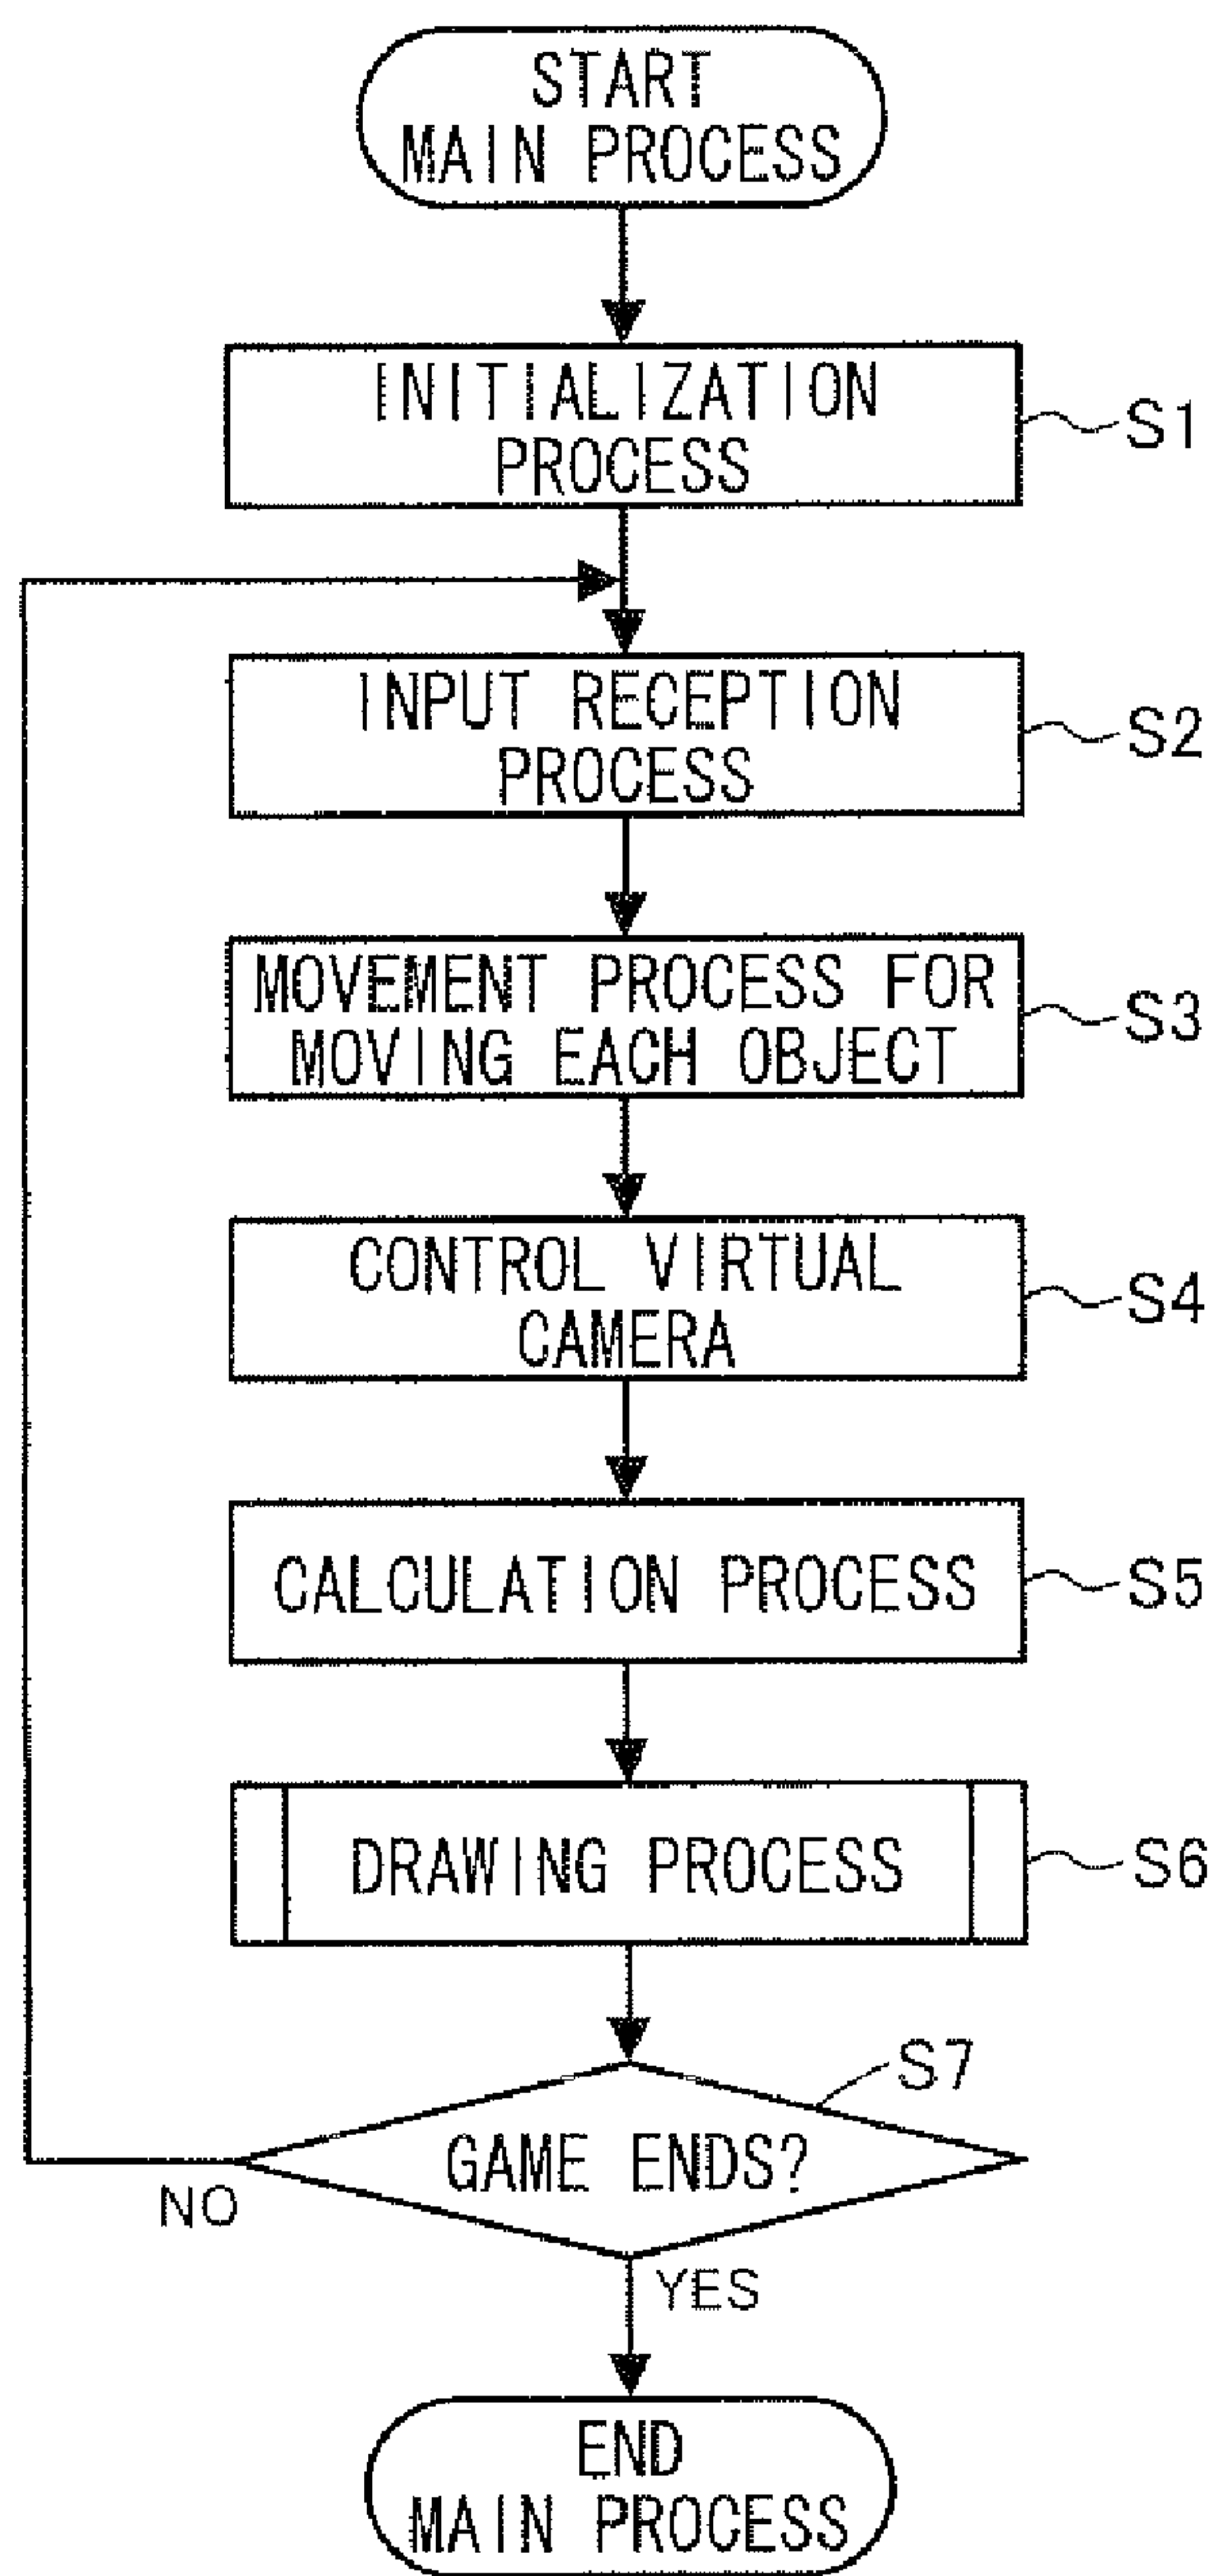 START
MAIN PROCESS
INITIALIZATION
PROCESS
S1
INPUT RECEPTION
PROCESS
S2
MOVEMENT PROCESS FOR
MOVING EACH OBJECT
S3
CONTROL VIRTUAL
CAMERA
S4
CALCULATION PROCESS
S5
DRAWING PROCESS
S6
S7
GAME ENDS?
NO
YES
END
MAIN PROCESS